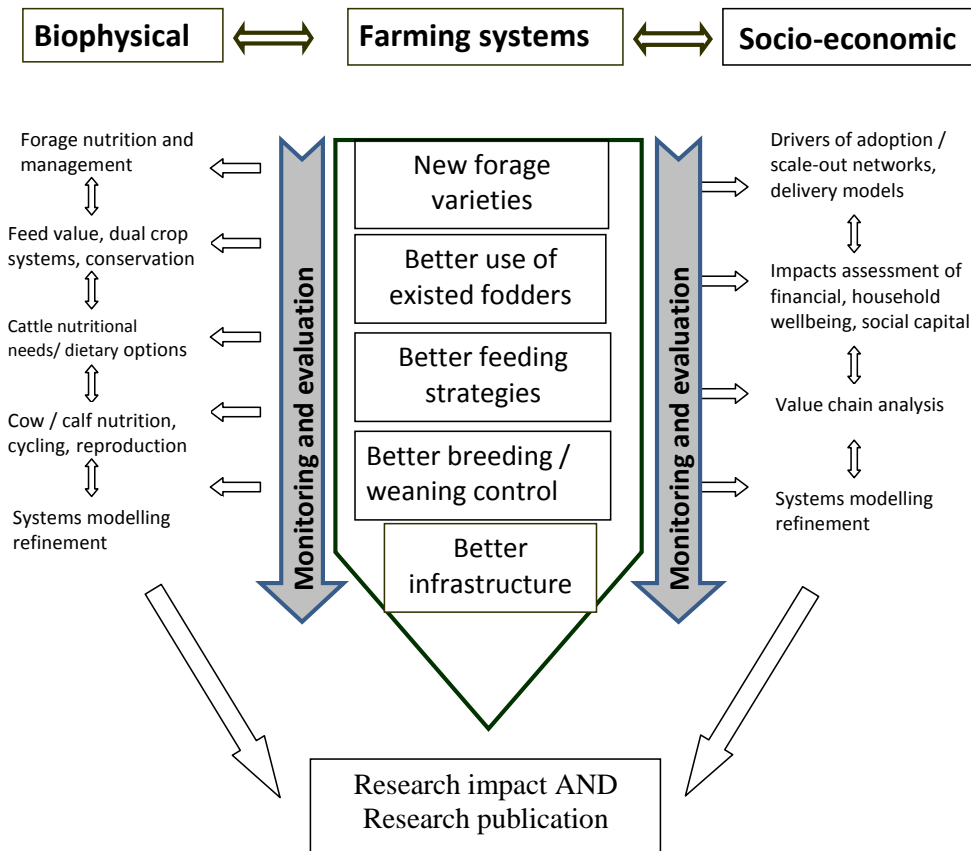 Biophysical
Farming systems
Socio-economic
Forage nutrition and
management
Feed value, dual crop
systems, conservation
Cattle nutritional
needs/ dietary options
Cow / calf nutrition,
cycling, reproduction
Systems modelling
refinement
Monitoring and evaluation
New forage
varieties
Better use of
existed fodders
Better feeding
strategies
Better breeding /
weaning control
Better
infrastructure
Monitoring and evaluation
Drivers of adoption /
scale-out networks,
delivery models
Impacts assessment of
financial, household
wellbeing, social capital
Value chain analysis
Systems modelling
refinement
Research impact AND
Research publication